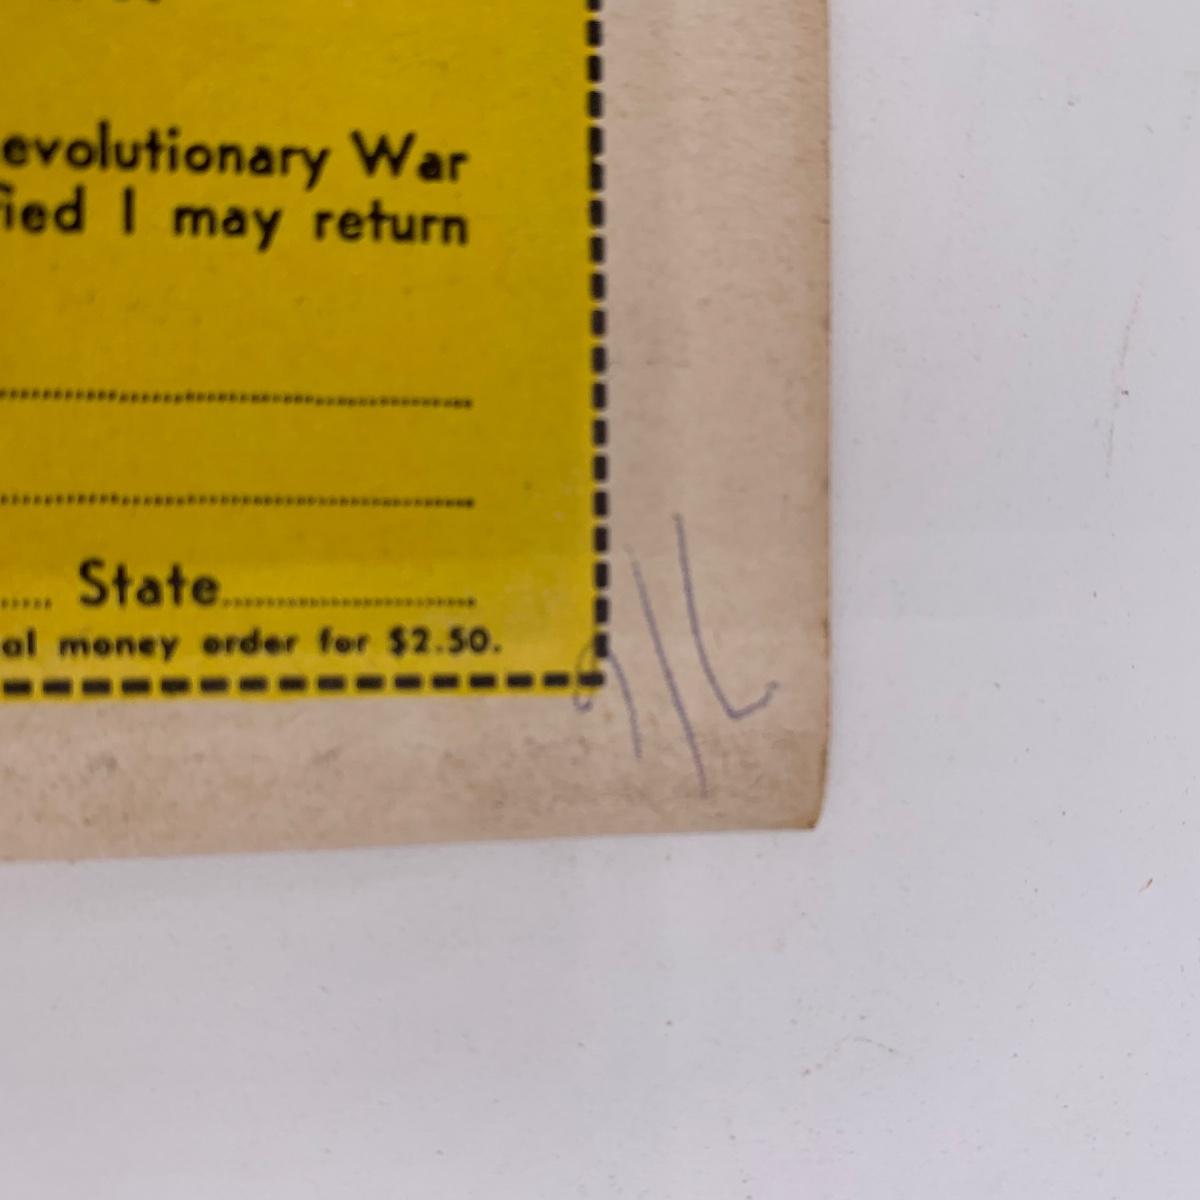 evolutionary War
fied I may return
State
al money order for $2.50.